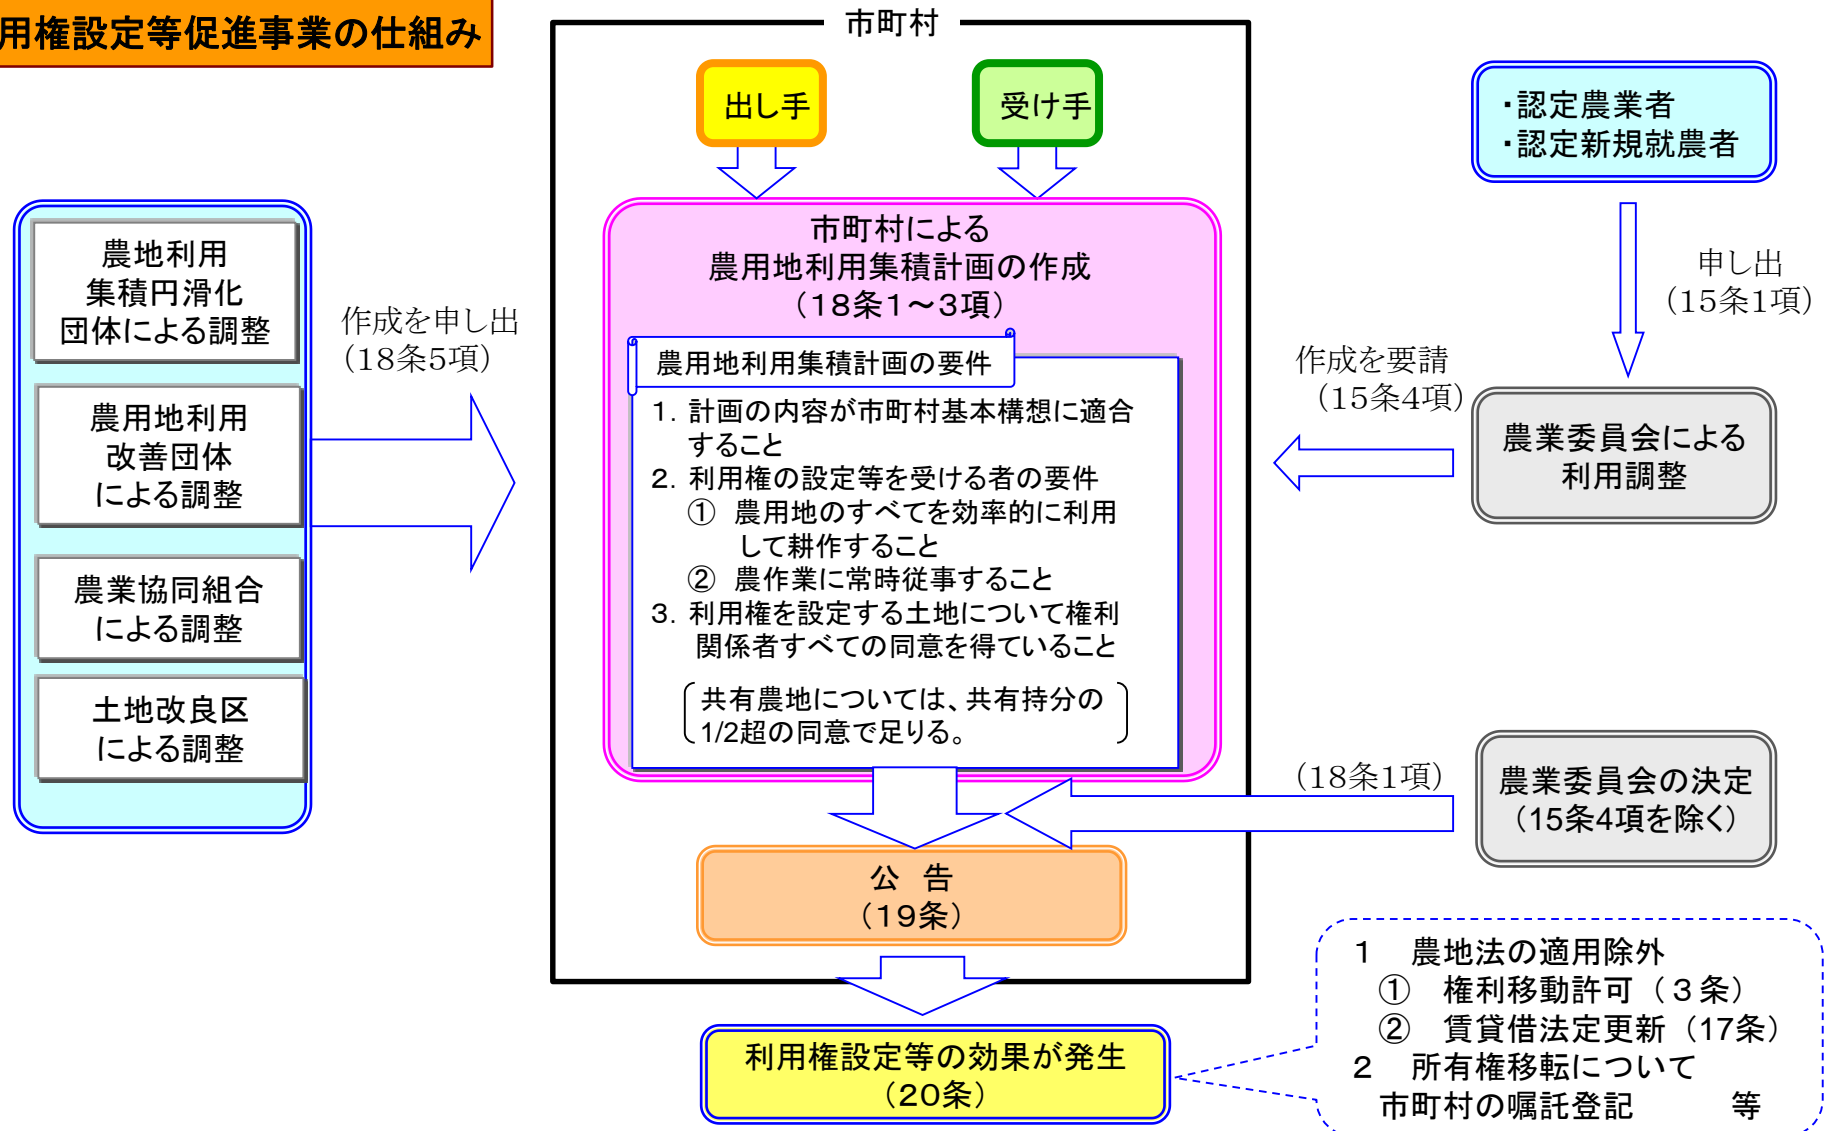 用権設定等促進事業の仕組み
市町村
出し手
受け手
・認定農業者
・認定新規就農者
申し出
（15条1項）
農地利用
集積円滑化
団体による調整
農用地利用
改善団体
による調整
農業協同組合
による調整
土地改良区
による調整
作成を申し出
（18条5項）
市町村による
農用地利用集積計画の作成
（18条1～3項）
農用地利用集積計画の要件
1．計画の内容が市町村基本構想に適合
すること
2．利用権の設定等を受ける者の要件
①　農用地のすべてを効率的に利用
して耕作すること
②　農作業に常時従事すること
3．利用権を設定する土地について権利
関係者すべての同意を得ていること
共有農地については、共有持分の
1/2超の同意で足りる。
作成を要請
（15条4項）
農業委員会による
利用調整
（18条1項）
農業委員会の決定
（15条4項を除く）
公　告
（19条）
利用権設定等の効果が発生
（20条）
1　農地法の適用除外
①　権利移動許可（３条）
②　賃貸借法定更新（17条）
2　所有権移転について
市町村の嘱託登記　　　等